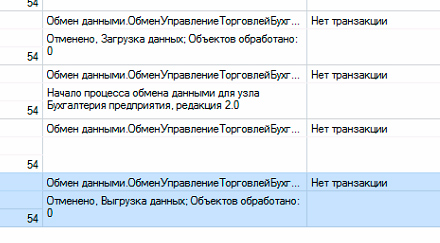 54
Обмен данными.ОбменУправлениеТорговлейБухг... Нет транзакции
Отменено, Загрузка данных; Объектов обработано:
0
54
Обмен данными.ОбменУправлениеТорговлейБухг... Нет транзакции
Начало процесса обмена данными для узла
Бухгалтерия предприятия, редакция 2.0
54
Обмен данными.ОбменУправлениеТорговлейБухг... Нет транзакции
54
Обмен данными.ОбменУправлениеТорговлейБухг... Нет транзакции
Отменено, Выгрузка данных; Объектов обработано:
0
54